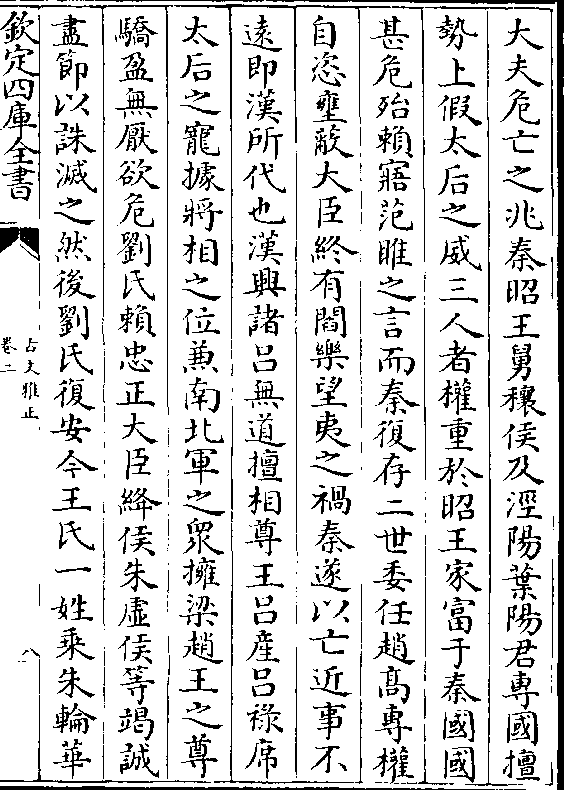 大夫危亡之兆秦昭王舅穰侯及涇陽葉陽君專國擅
勢上假太后之威三人者權重於昭王家富于秦國國
甚危殆賴寤范睢之言而秦復存二世委任趙髙專權
自恣壅蔽大臣終有閻樂望夷之禍秦遂以亡近事不
遠即漢所代也漢興諸呂無道擅相尊王呂産呂祿席
太后之寵據將相之位兼南北軍之衆擁梁趙王之尊
驕盈無厭欲危劉氏賴忠正大臣絳侯朱虛侯等竭誠
盡節以誅滅之然後劉氏復安今王氏一姓乘朱輪華
欽定四庫全書
古文雅正
卷二
八